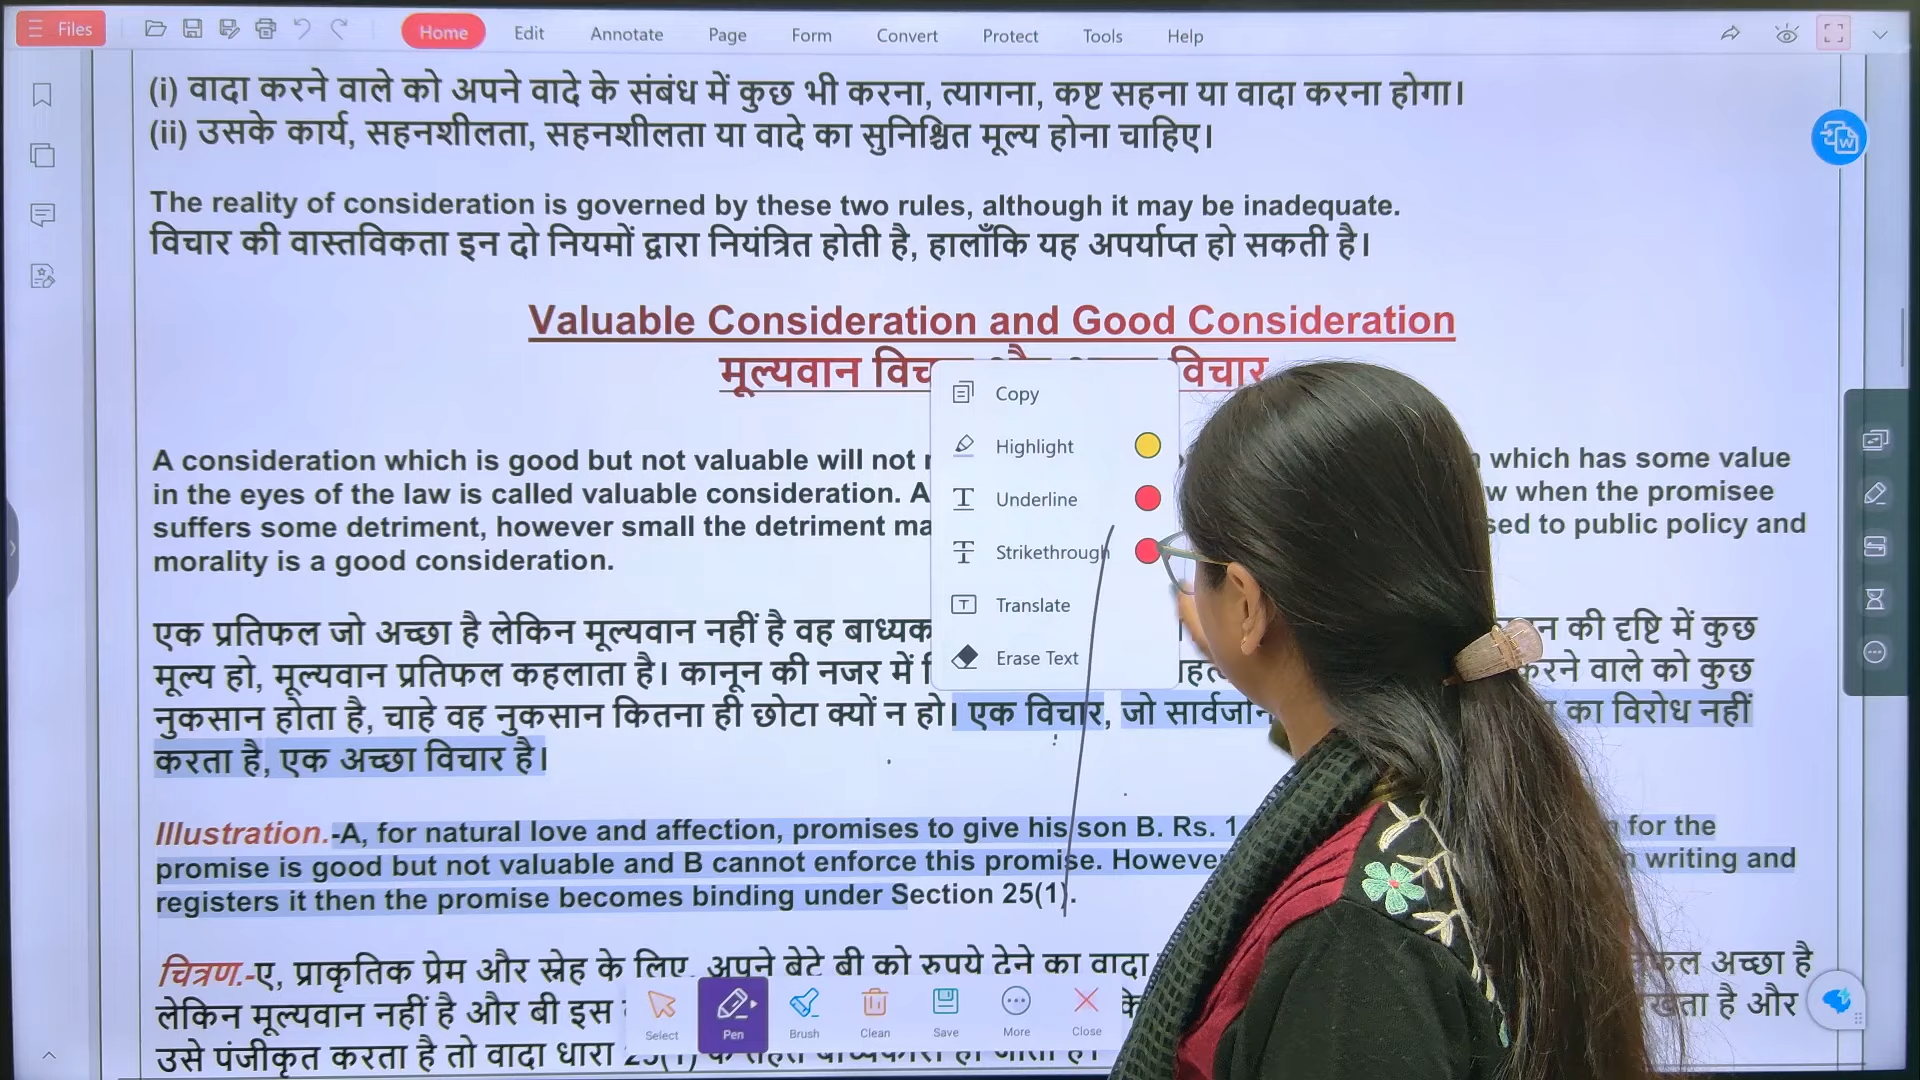 Files
Home Edit Annotate Page Form Convert Protect Tools Help
(i) वादा करने वाले को अपने वादे के संबंध में कुछ भी करना, त्यागना, कष्ट सहना या वादा करना होगा।
(ii) उसके कार्य, सहनशीलता, सहनशीलता या वादे का सुनिश्चित मूल्य होना चाहिए।
The reality of consideration is governed by these two rules, although it may be inadequate.
विचार की वास्तविकता इन दो नियमों द्वारा नियंत्रित होती है, हालाँकि यह अपर्याप्त हो सकती है।
Valuable Consideration and Good Consideration
मूल्यवान विचार
Copy
Highlight
Underline
Strikethrough
Translate
Erase Text
A consideration which is good but not valuable will not which has some value
in the eyes of the law is called valuable consideration. A when the promisee
suffers some detriment, however small the detriment to public policy and
morality is a good consideration.
एक प्रतिफल जो अच्छा है लेकिन मूल्यवान नहीं है वह की दृष्टि में कुछ
मूल्य हो, मूल्यवान प्रतिफल कहलाता है। कानून की नजर में करने वाले को कुछ
नुकसान होता है, चाहे वह नुकसान कितना ही छोटा क्यों न हो। एक विचार, जो का विरोध नहीं
करता है, एक अच्छा विचार है।
Illustration.-A, for natural love and affection, promises to give his son B. Rs. for the
promise is good but not valuable and B cannot enforce this promise. writing and
registers it then the promise becomes binding under Section 25(1).
चित्रण.-ए, प्राकृतिक प्रेम और स्नेह के लिए, अपने बेटे बी को रुपये देने का वादा अच्छा है
लेकिन मूल्यवान नहीं है और बी इस और
उसे पंजीकृत करता है तो वादा धारा
Select Pen Brush Clean Save More Close